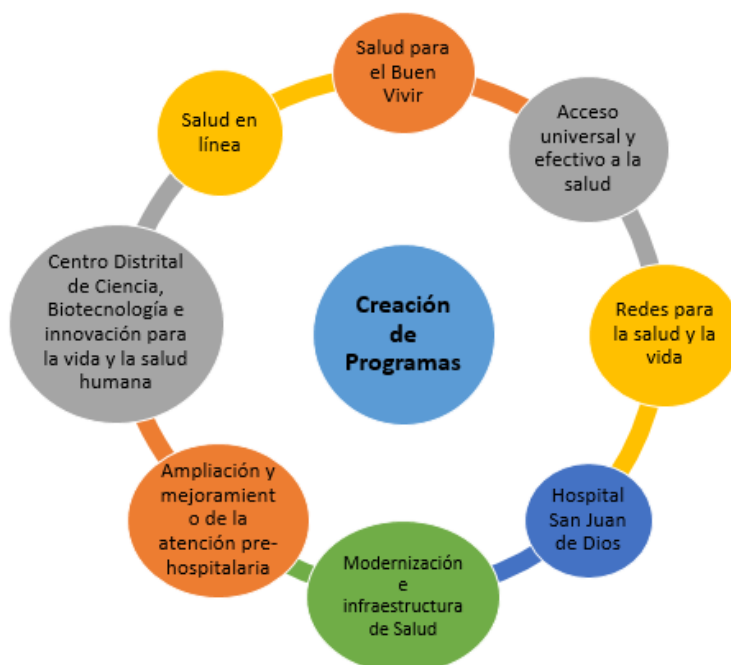 Salud para
el Buen
Vivir
Acceso
universal y
efectivo a la
salud
Redes para
la salud y la
vida
Hospital
San Juan
de Dios
Modernización
e
infraestructura
de Salud
Ampliación y
mejoramient
o de la
atención pre-
hospitalaria
Centro Distrital
de Ciencia,
Biotecnología e
innovación para
la vida y la salud
humana
Salud en
línea
Creación
de
Programas